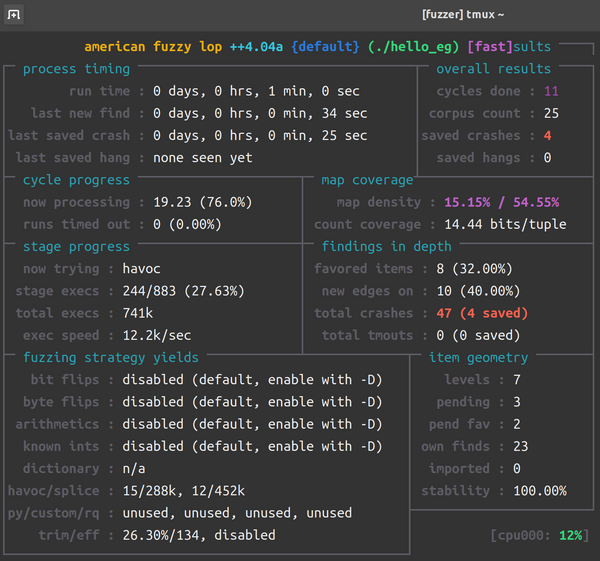 [fuzzer] tmux ~
american fuzzy lop ++4.04a {default} (./hello_eg) [fast]sults
process timing overall results
run time : 0 days, 0 hrs, 1 min, 0 sec cycles done : 11
last new find : 0 days, 0 hrs, 0 min, 34 sec corpus count : 25
last saved crash : 0 days, 0 hrs, 0 min, 25 sec saved crashes : 4
last saved hang : none seen yet saved hangs : 0
cycle progress map coverage
now processing : 19.23 (76.0%) map density : 15.15% / 54.55%
runs timed out : 0 (0.00%) count coverage : 14.44 bits/tuple
stage progress findings in depth
now trying : havoc favored items : 8 (32.00%)
stage execs : 244/883 (27.63%) new edges on : 10 (40.00%)
total execs : 741k total crashes : 47 (4 saved)
exec speed : 12.2k/sec total tmouts : 0 (0 saved)
fuzzing strategy yields item geometry
bit flips : disabled (default, enable with -D) levels : 7
byte flips : disabled (default, enable with -D) pending : 3
arithmetics : disabled (default, enable with -D) pend fav : 2
known ints : disabled (default, enable with -D) own finds : 23
dictionary : n/a imported : 0
havoc/splice : 15/288k, 12/452k stability : 100.00%
py/custom/rq : unused, unused, unused, unused
trim/eff : 26.30%/134, disabled [cpu000: 12%]